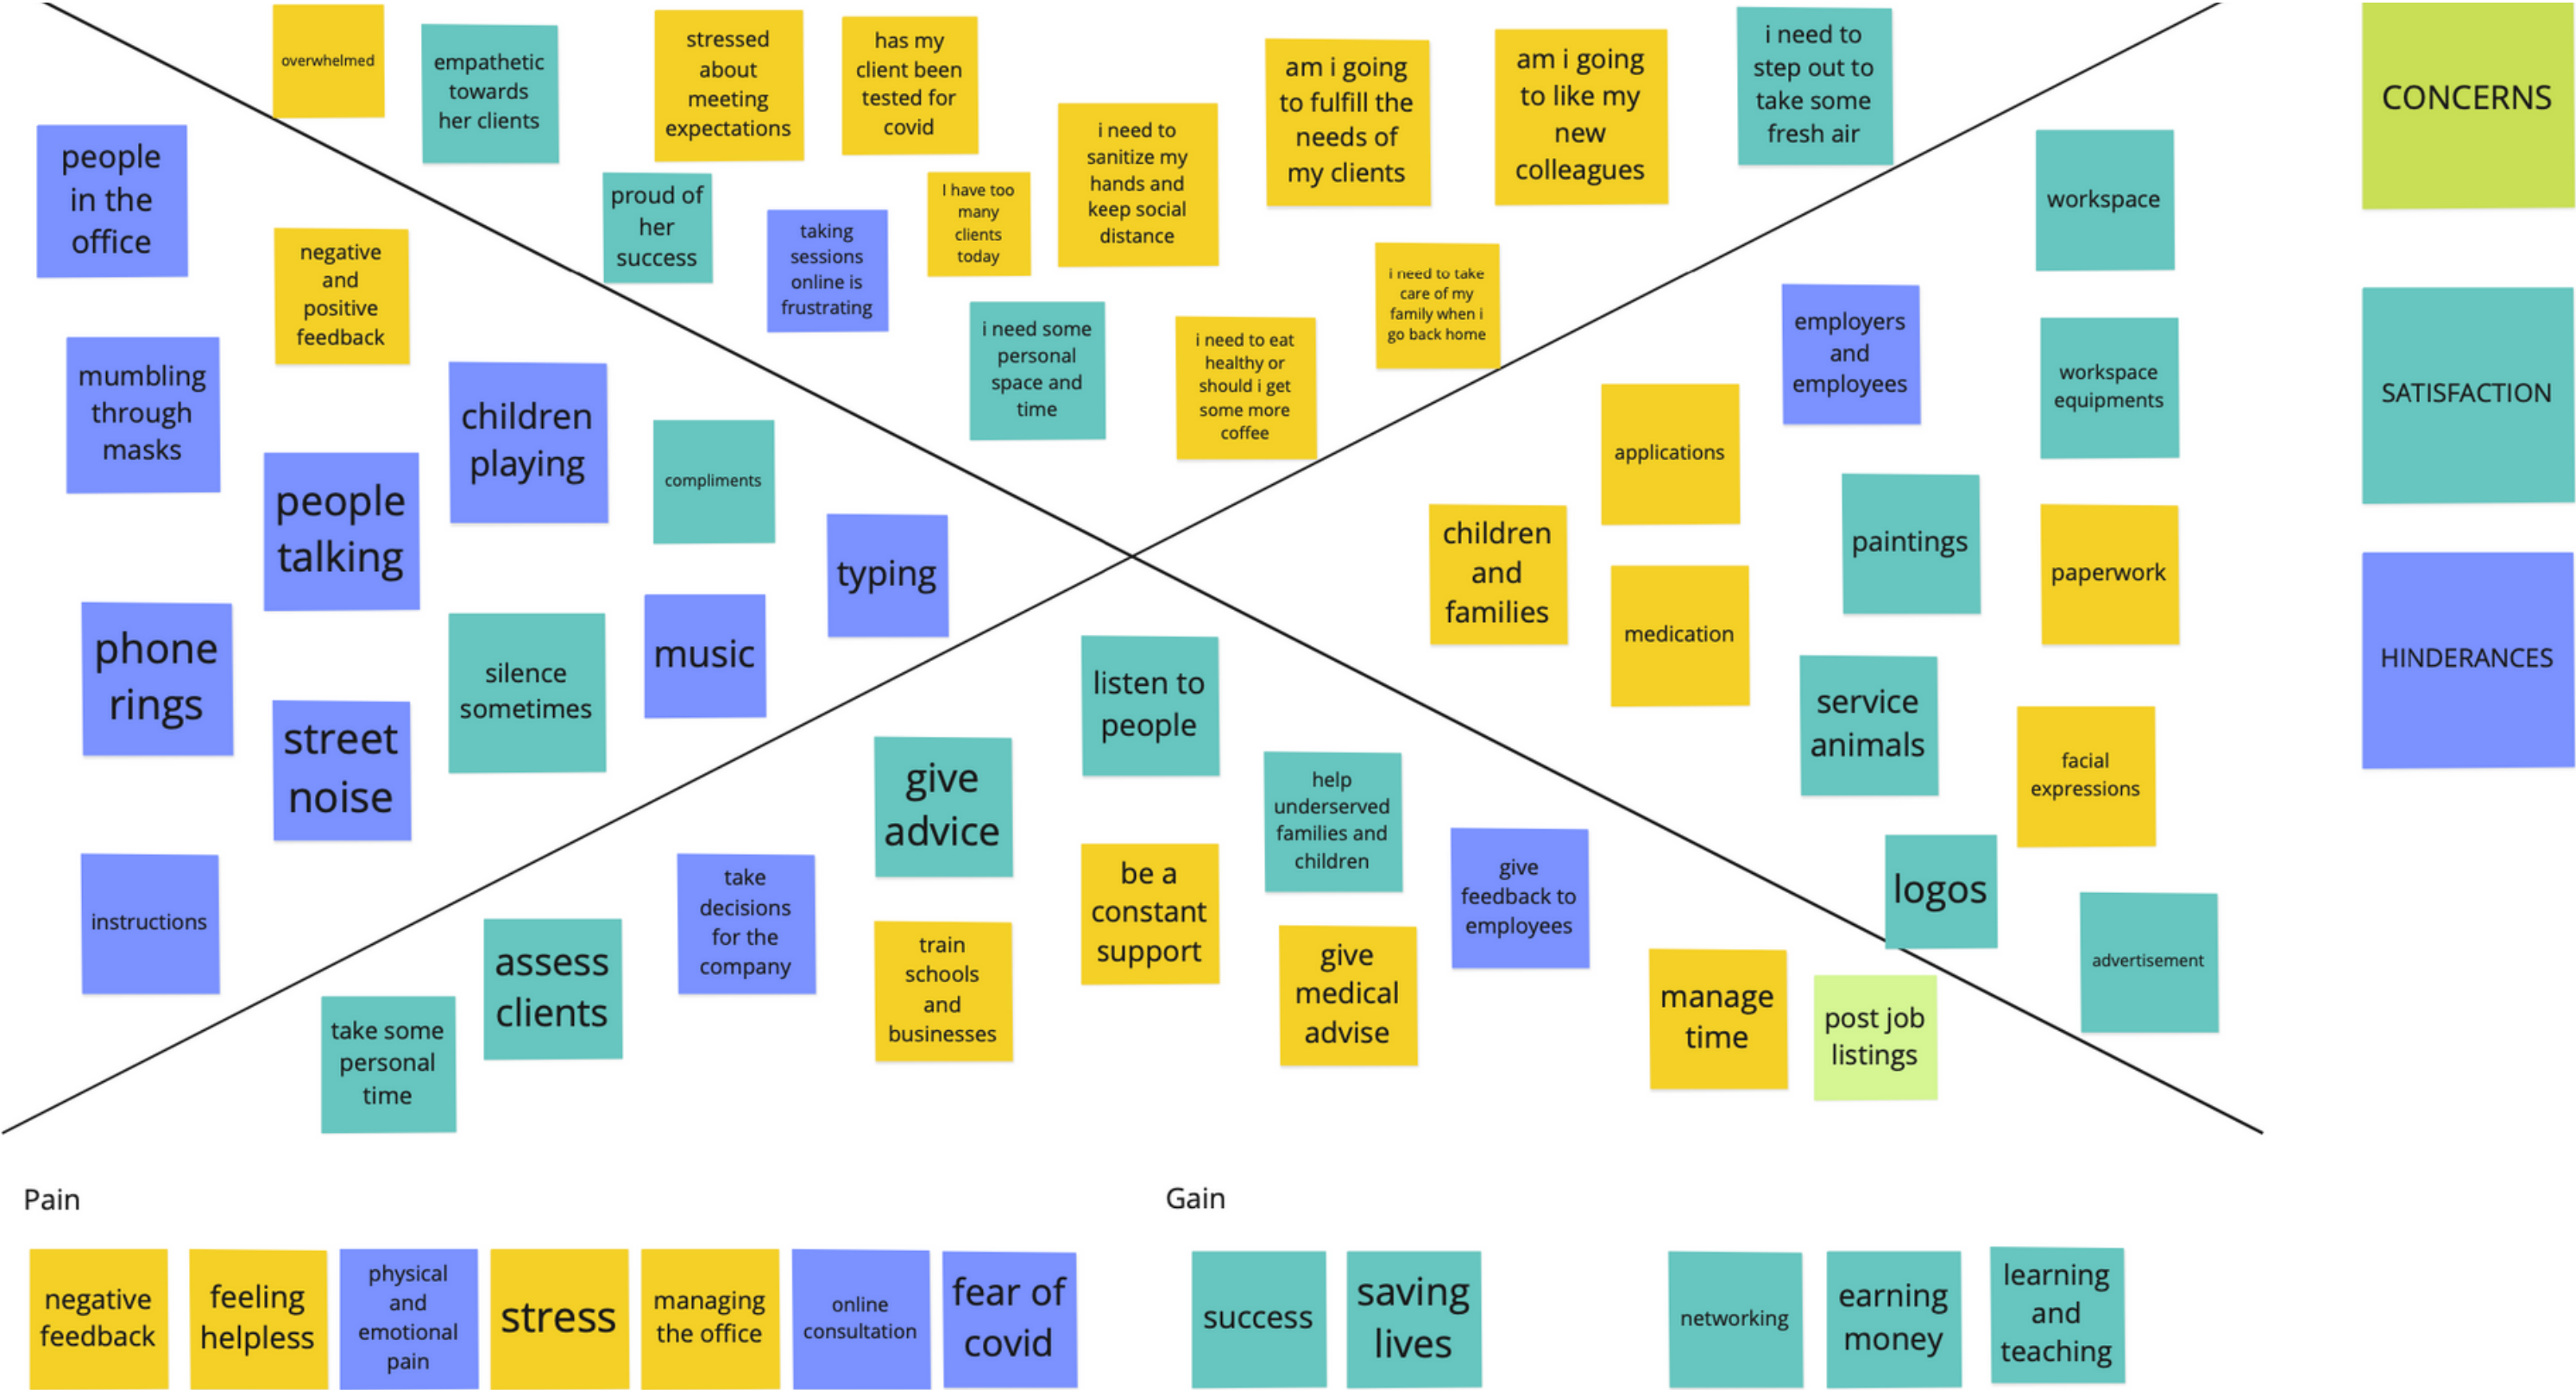 overwhelmed
empathetic
towards
her clients
stressed
about
meeting
expectations
has my
client been
tested for
covid
proud of
her
success
taking
sessions
online is
frustrating
I have too
many
clients
today
i need to
sanitize my
hands and
keep social
distance
am i going
to fulfill the
needs of
my clients
am i going
to like my
new
colleagues
i need to
step out to
take some
fresh air
i need some
personal
space and
time
i need to eat
healthy or
should i get
some more
coffee
i need to take
care of my
family when i
go back home
people
in the
office
negative
and
positive
feedback
mumbling
through
masks
children
playing
people
talking
compliments
typing
phone
rings
silence
sometimes
music
street
noise
instructions
workspace
employers
and
employees
workspace
equipments
applications
children
and
families
paintings
paperwork
medication
service
animals
facial
expressions
logos
advertisement
listen to
people
give
advice
help
underserved
families and
children
take
decisions
for the
company
be a
constant
support
give
feedback to
employees
assess
clients
train
schools
and
businesses
give
medical
advise
manage
time
post job
listings
take some
personal
time
CONCERNS
SATISFACTION
HINDERANCES
Pain
negative
feedback
feeling
helpless
physical
and
emotional
pain
stress
managing
the office
online
consultation
fear of
covid
Gain
success
saving
lives
networking
earning
money
learning
and
teaching